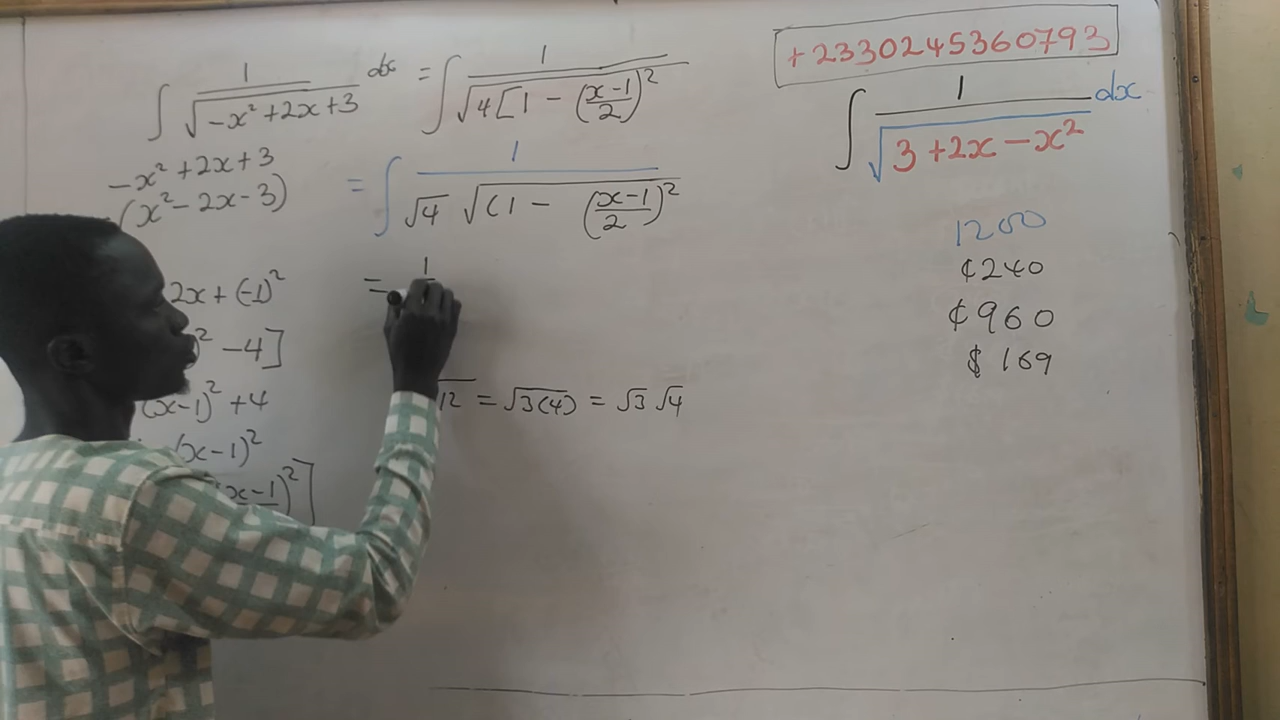 ∫ 1/√(-x² + 2x + 3) dx = ∫ 1/√(4[1 - ((x-1)/2)²
-x² + 2x + 3
(x² - 2x - 3)
= ∫ 1/(√4 √((1 - ((x-1)/2)²
2x + (-1)²
)² - 4]
(x-1)² + 4
(x-1)²
x-1)²]
= 1
12 = √3(4) = √3 √4
+2330245360793
∫ 1/√(3 + 2x - x²) dx
1200
¢240
¢960
$169